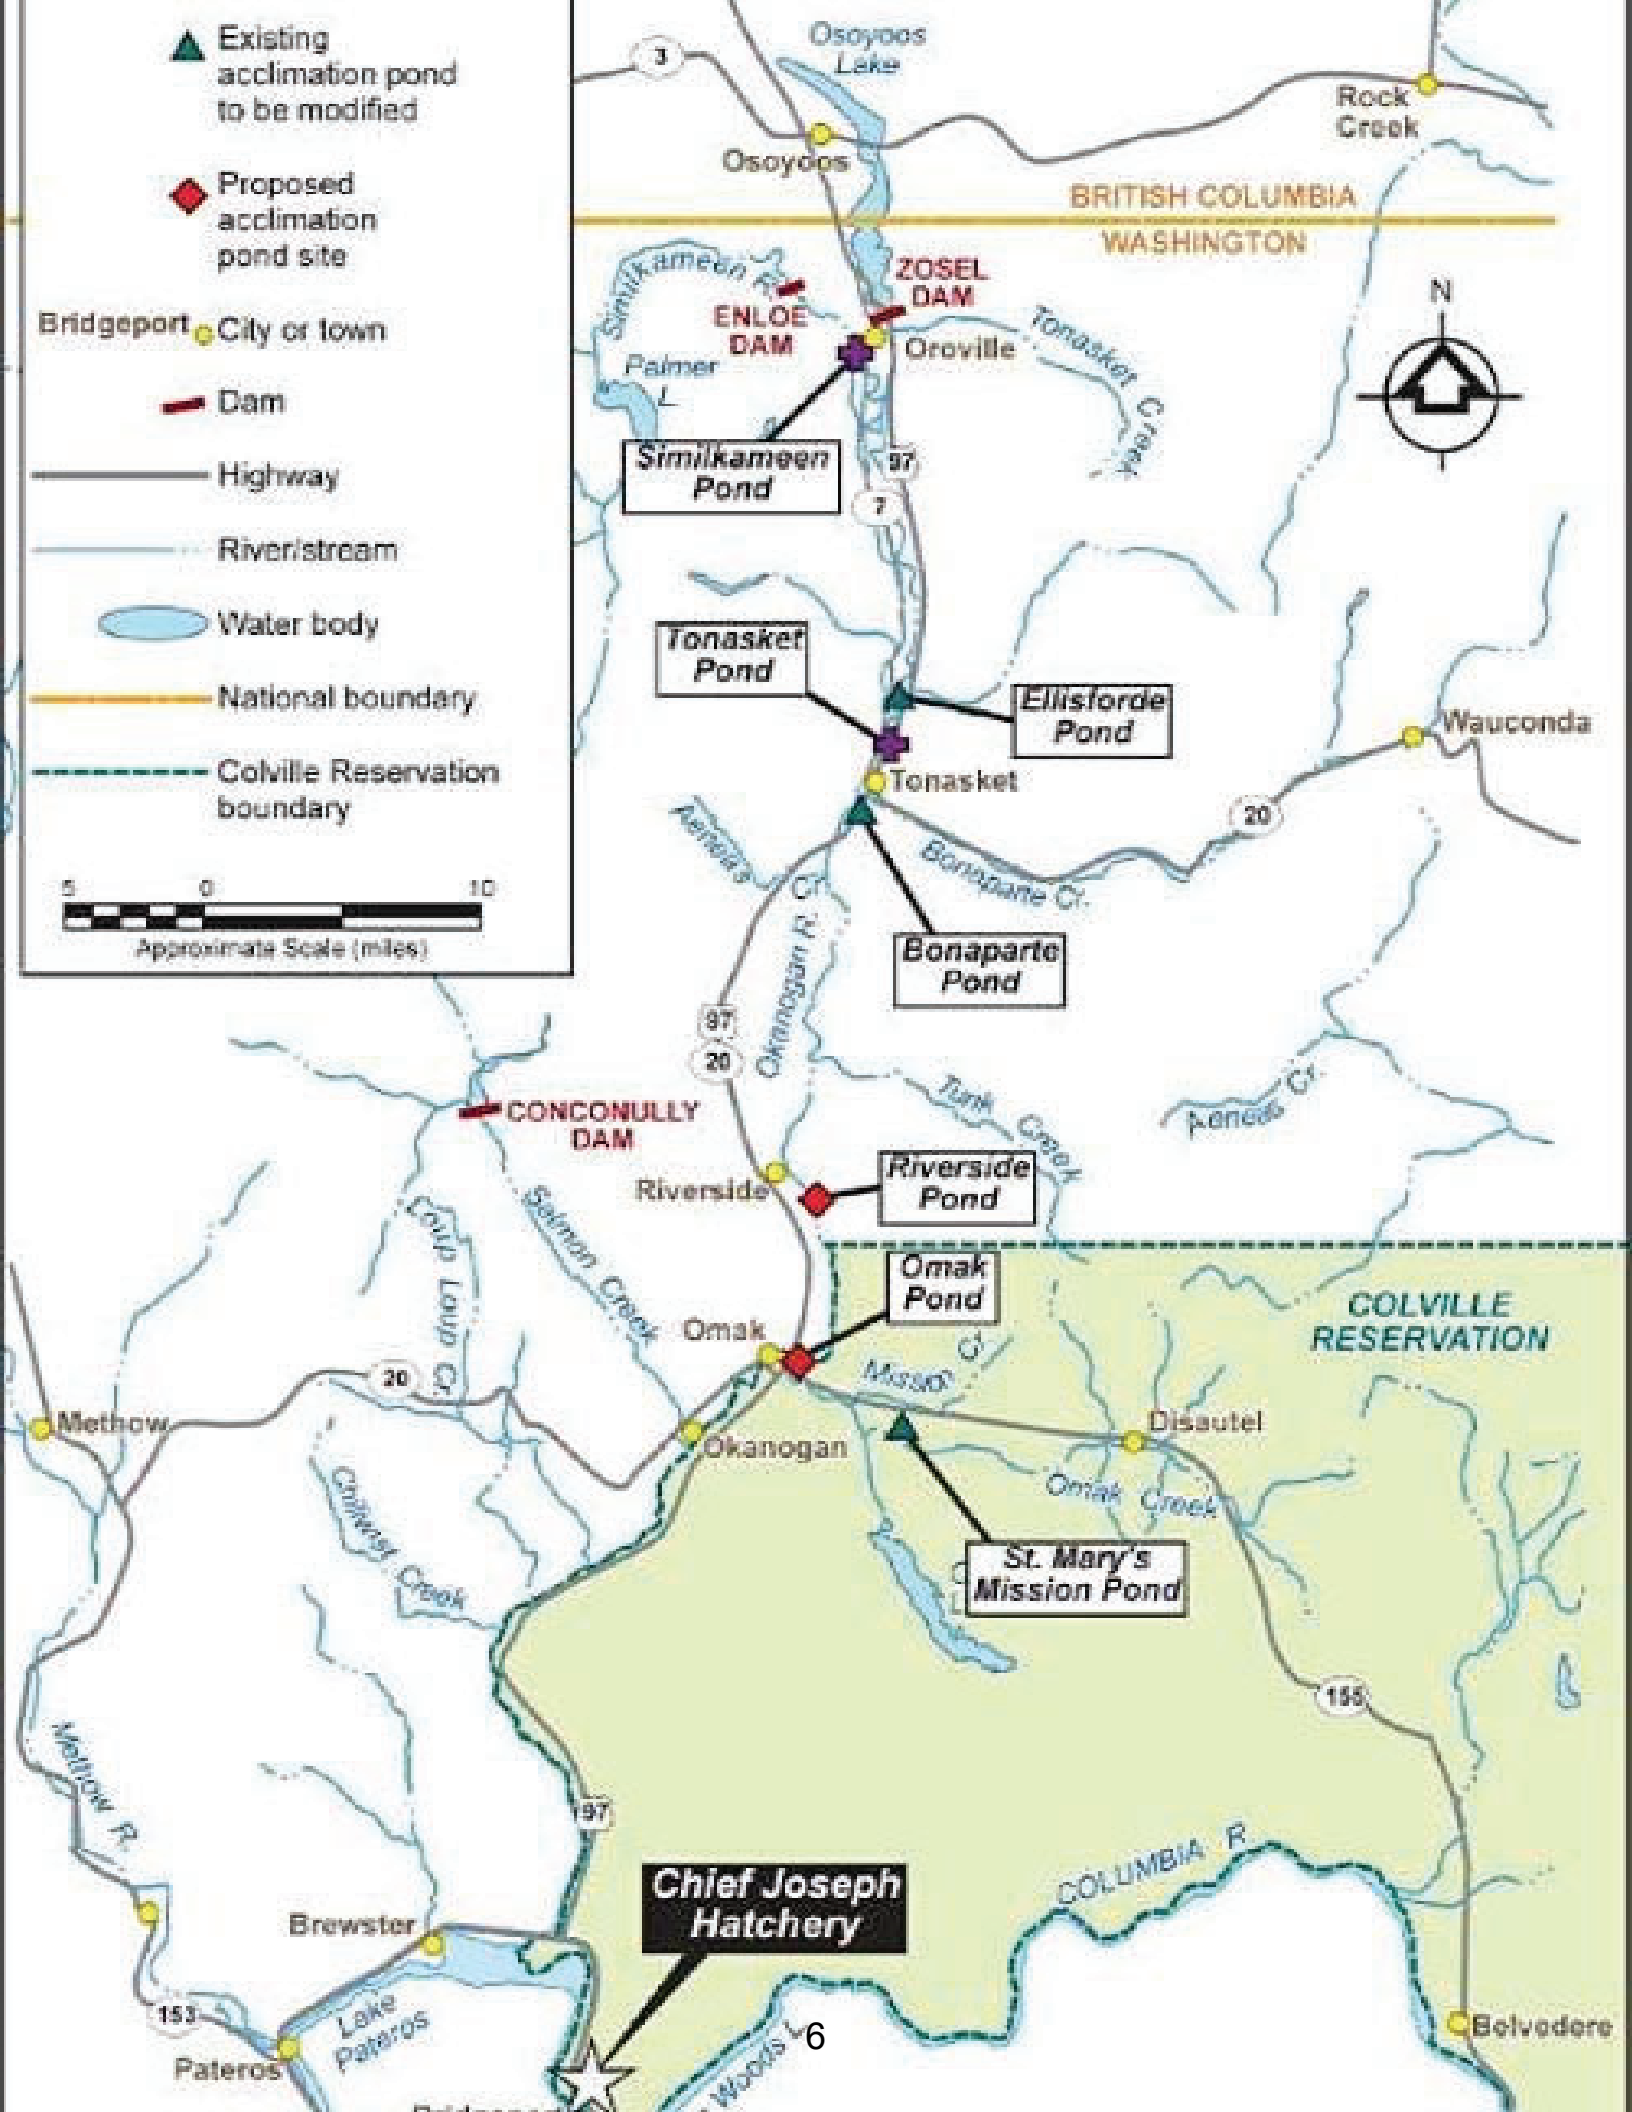 Existing
acclimation pond
to be modified
Proposed
acclimation
pond site
Bridgeport
City or town
Dam
Highway
River/stream
Water body
National boundary
Colville Reservation
boundary
5 0 10
Approximate Scale (miles)
3
Osoyoos
Lake
Rock
Creek
Osoyoos
BRITISH COLUMBIA
WASHINGTON
Similkameen R.
ZOSEL
DAM
ENLOE
DAM
N
Oroville
Tonasket Creek
Palmer
L
Similkameen
Pond
97
7
Tonasket
Pond
Ellisforde
Pond
Wauconda
Tonasket
20
Aeneas Cr.
Bonaparte Cr.
Okanogan R.
Bonaparte
Pond
97
20
CONCONULLY
DAM
Tunk Creek
Aeneas Cr.
Riverside
Riverside
Pond
Loup Loup Cr.
Salmon Creek
Omak
Pond
COLVILLE
RESERVATION
Omak
Mission Cr
20
Methow
Okanogan
Disautel
Omak Creek
Chiliwist Creek
St. Mary's
Mission Pond
155
Methow R.
97
COLUMBIA R
Chief Joseph
Hatchery
Brewster
153
Lake
Pateros
6
Pateros
Belvedere
Woods L
Bridgeport